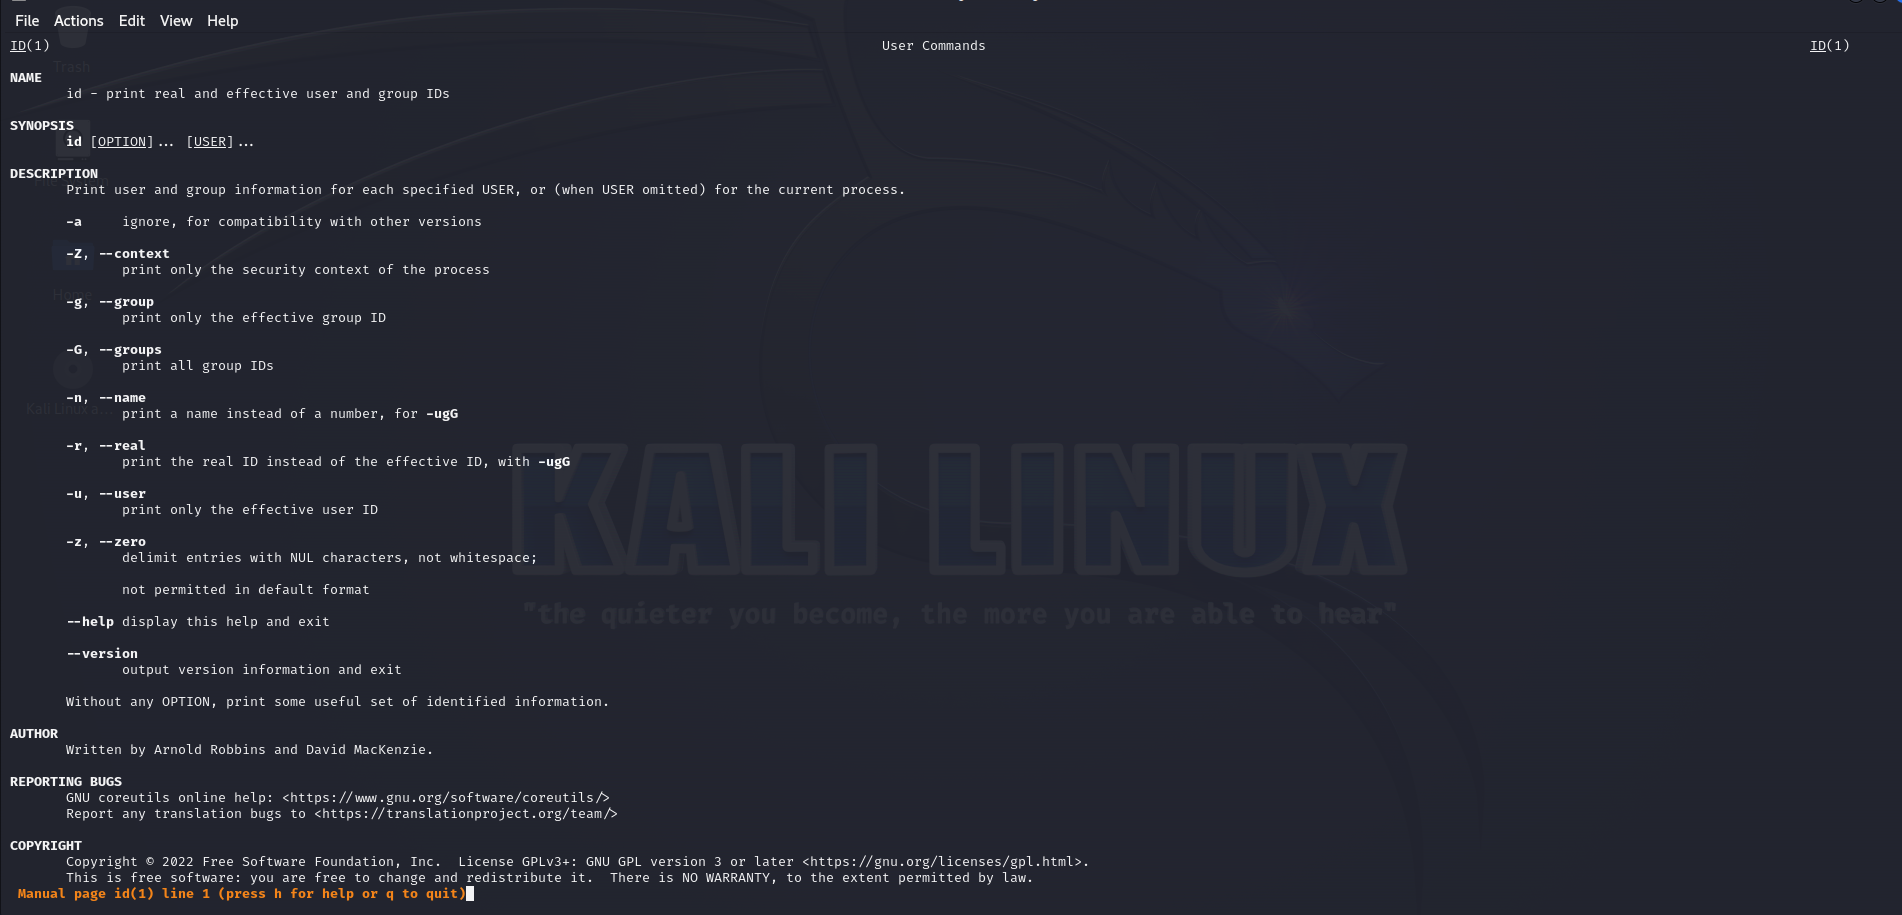 File Actions Edit View Help
ID(1) User Commands ID(1)
Trash
NAME
id - print real and effective user and group IDs
SYNOPSIS
id [OPTION]... [USER]...
DESCRIPTION
Print user and group information for each specified USER, or (when USER omitted) for the current process.
-a ignore, for compatibility with other versions
-Z, --context
print only the security context of the process
Home
-g, --group
print only the effective group ID
-G, --groups
print all group IDs
-n, --name
Kali Linux a...
print a name instead of a number, for -ugG
-r, --real
print the real ID instead of the effective ID, with -ugG
-u, --user
print only the effective user ID
KALI LINUX
-z, --zero
delimit entries with NUL characters, not whitespace;
not permitted in default format
"the quieter you become, the more you are able to hear"
--help display this help and exit
--version
output version information and exit
Without any OPTION, print some useful set of identified information.
AUTHOR
Written by Arnold Robbins and David MacKenzie.
REPORTING BUGS
GNU coreutils online help: <https://www.gnu.org/software/coreutils/>
Report any translation bugs to <https://translationproject.org/team/>
COPYRIGHT
Copyright © 2022 Free Software Foundation, Inc.  License GPLv3+: GNU GPL version 3 or later <https://gnu.org/licenses/gpl.html>.
This is free software: you are free to change and redistribute it.  There is NO WARRANTY, to the extent permitted by law.
Manual page id(1) line 1 (press h for help or q to quit)